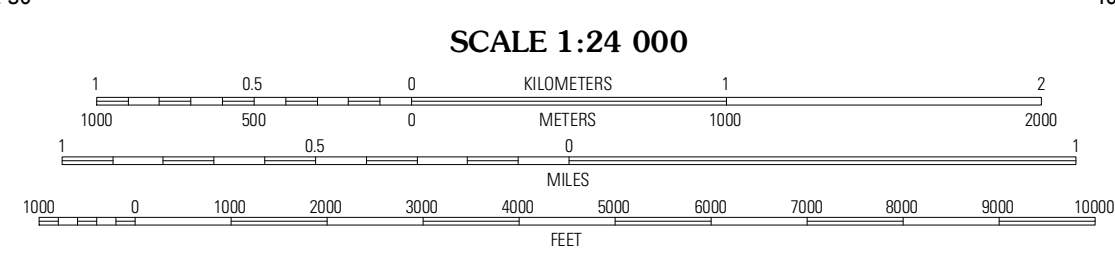 SCALE 1:24 000
1 0.5 0 KILOMETERS 1 2
1000 500 0 METERS 1000 2000
1 0.5 0 1
MILES
1000 0 1000 2000 3000 4000 5000 6000 7000 8000 9000 10000
FEET